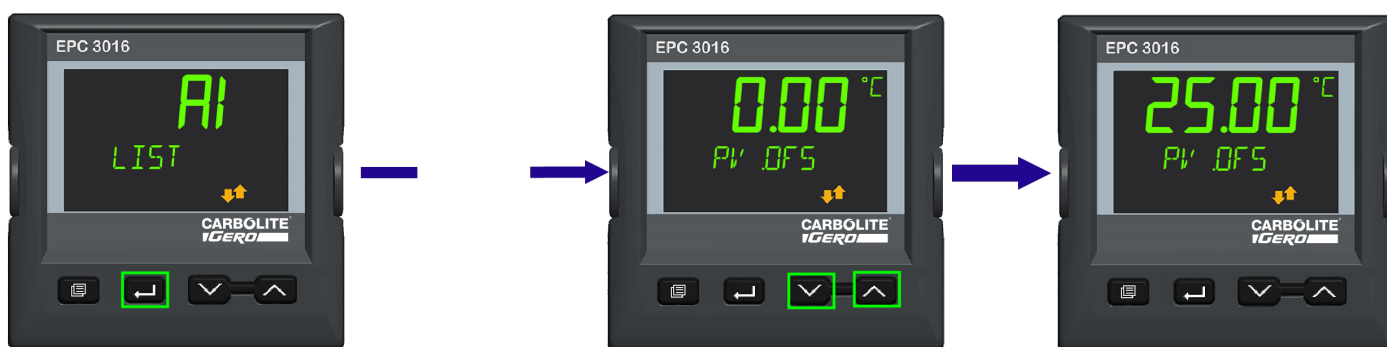 EPC 3016
AI
LIST
CARBOLITE
GERO
EPC 3016
0.00 °C
PV .OFS
CARBOLITE
GERO
EPC 3016
25.00 °C
PV .OFS
CARBOLITE
GERO